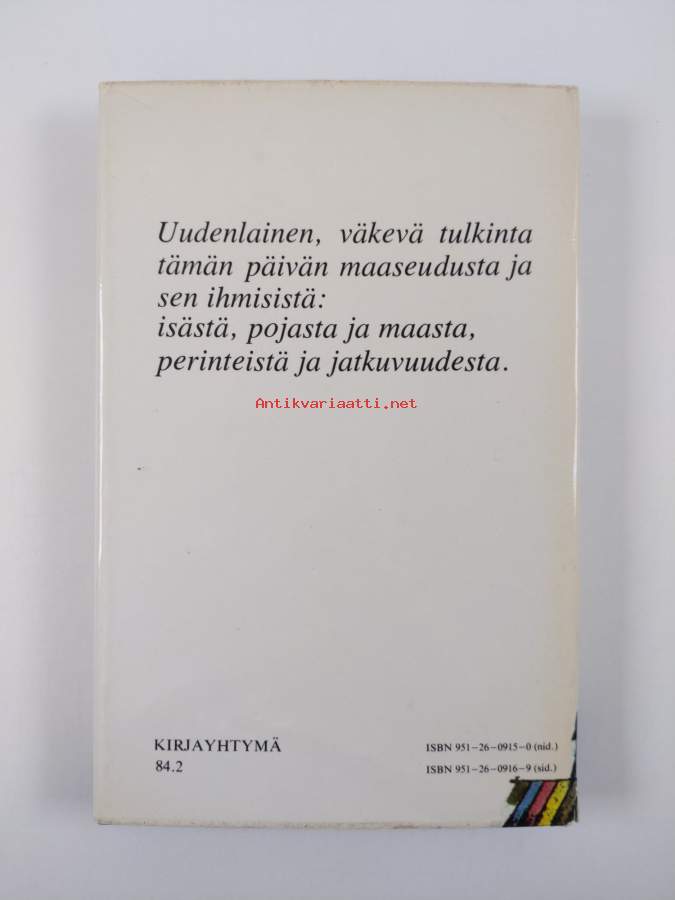 Uudenlainen, väkevä tulkinta
tämän päivän maaseudusta ja
sen ihmisistä:
isästä, pojasta ja maasta,
perinteistä ja jatkuvuudesta.
Antikvariaatti.net
KIRJAYHTYMÄ
84.2
ISBN 951–26–0915–0 (nid.)
ISBN 951–26–0916–9 (sid.)